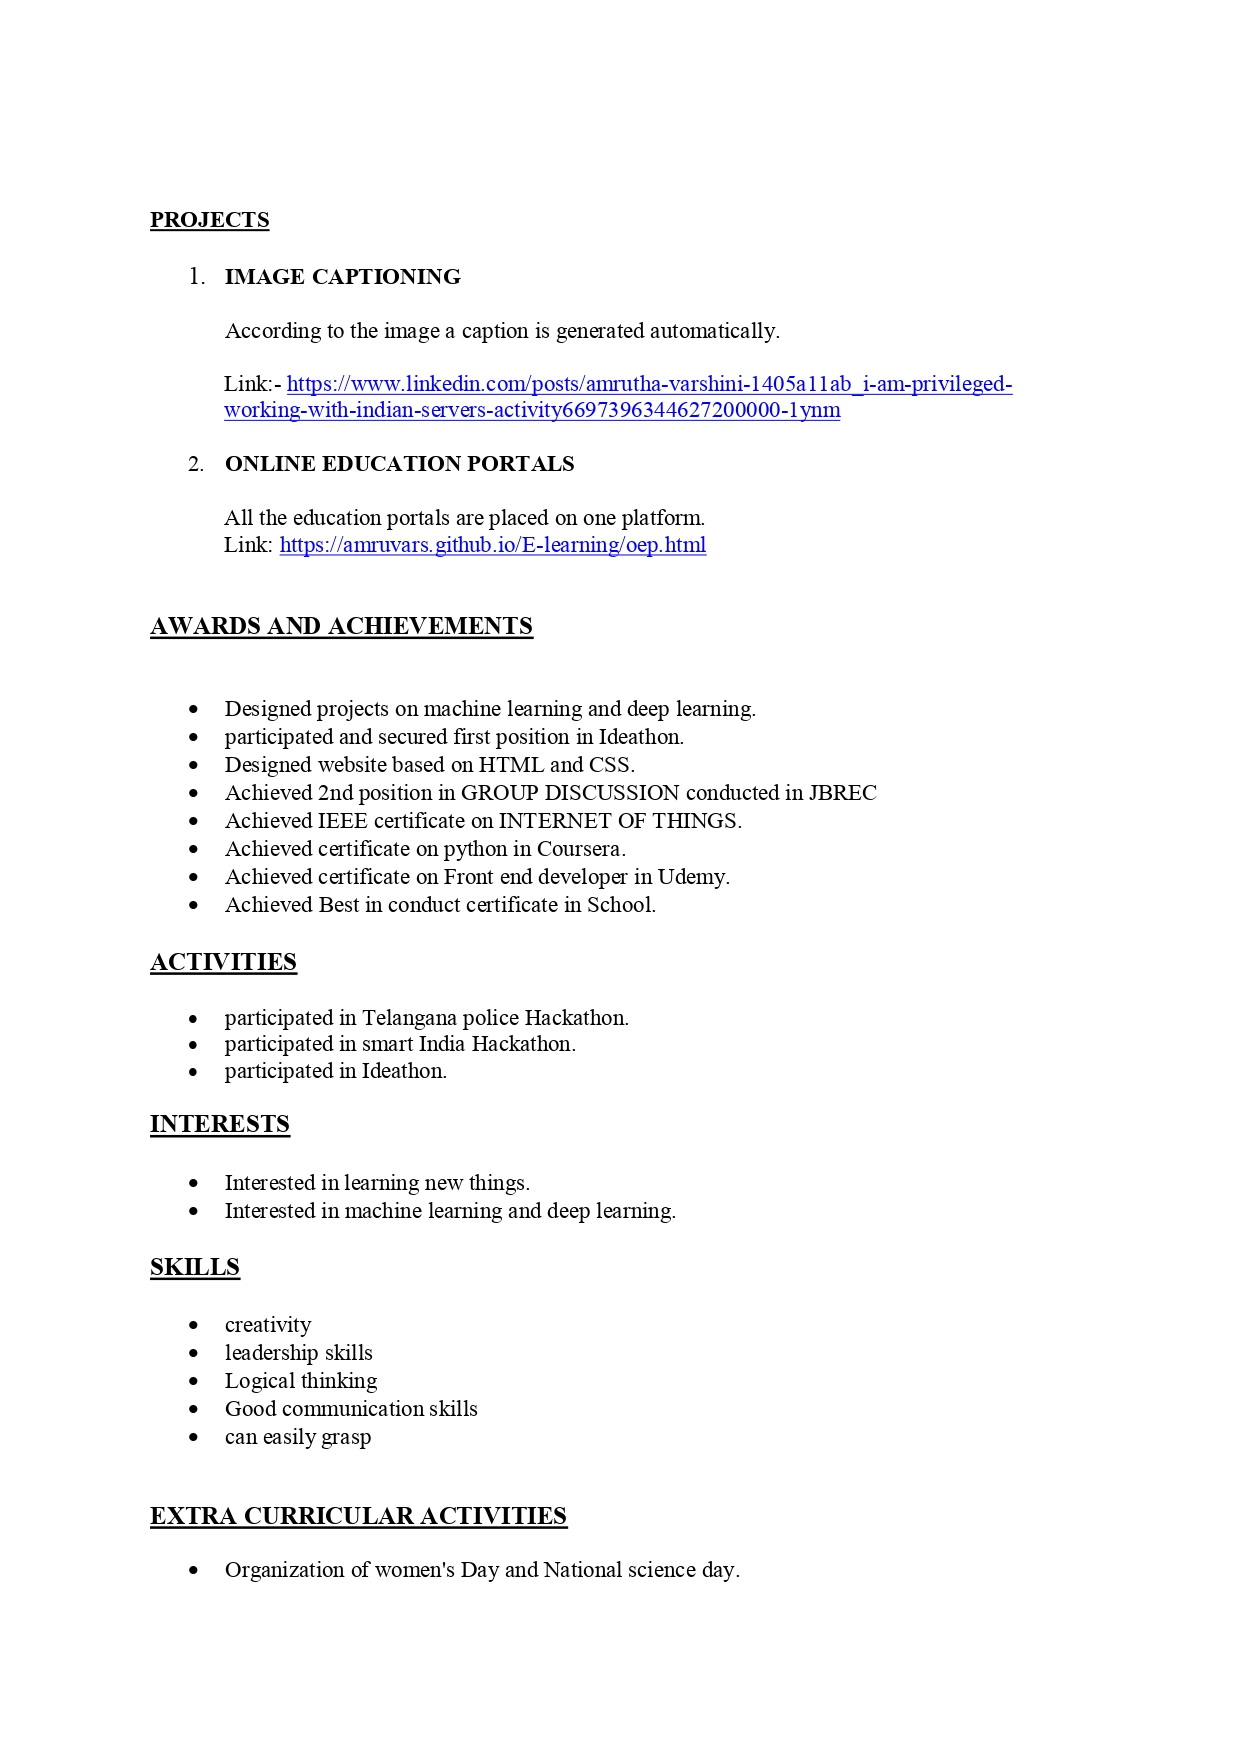 PROJECTS
1. IMAGE CAPTIONING
According to the image a caption is generated automatically.
Link:- https://www.linkedin.com/posts/amrutha-varshini-1405a11ab_i-am-privileged-
working-with-indian-servers-activity6697396344627200000-1ynm
2. ONLINE EDUCATION PORTALS
All the education portals are placed on one platform.
Link: https://amruvars.github.io/E-learning/oep.html
AWARDS AND ACHIEVEMENTS
• Designed projects on machine learning and deep learning.
• participated and secured first position in Ideathon.
• Designed website based on HTML and CSS.
• Achieved 2nd position in GROUP DISCUSSION conducted in JBREC
• Achieved IEEE certificate on INTERNET OF THINGS.
• Achieved certificate on python in Coursera.
• Achieved certificate on Front end developer in Udemy.
• Achieved Best in conduct certificate in School.
ACTIVITIES
• participated in Telangana police Hackathon.
• participated in smart India Hackathon.
• participated in Ideathon.
INTERESTS
• Interested in learning new things.
• Interested in machine learning and deep learning.
SKILLS
• creativity
• leadership skills
• Logical thinking
• Good communication skills
• can easily grasp
EXTRA CURRICULAR ACTIVITIES
• Organization of women's Day and National science day.